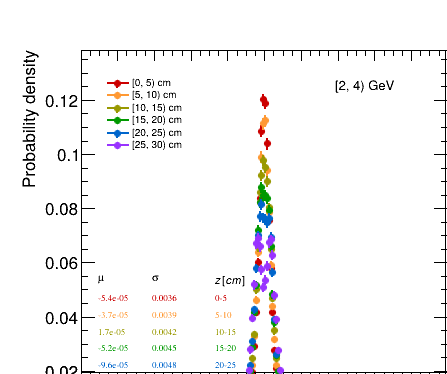 Probability density
[2, 4) GeV
[0, 5) cm
[5, 10) cm
[10, 15) cm
[15, 20) cm
[20, 25) cm
[25, 30) cm
0.12
0.1
0.08
0.06
0.04
0.02
μ σ z [cm]
-5.4e-05 0.0036 0-5
-3.7e-05 0.0039 5-10
1.7e-05 0.0042 10-15
-5.2e-05 0.0045 15-20
-9.6e-05 0.0048 20-25